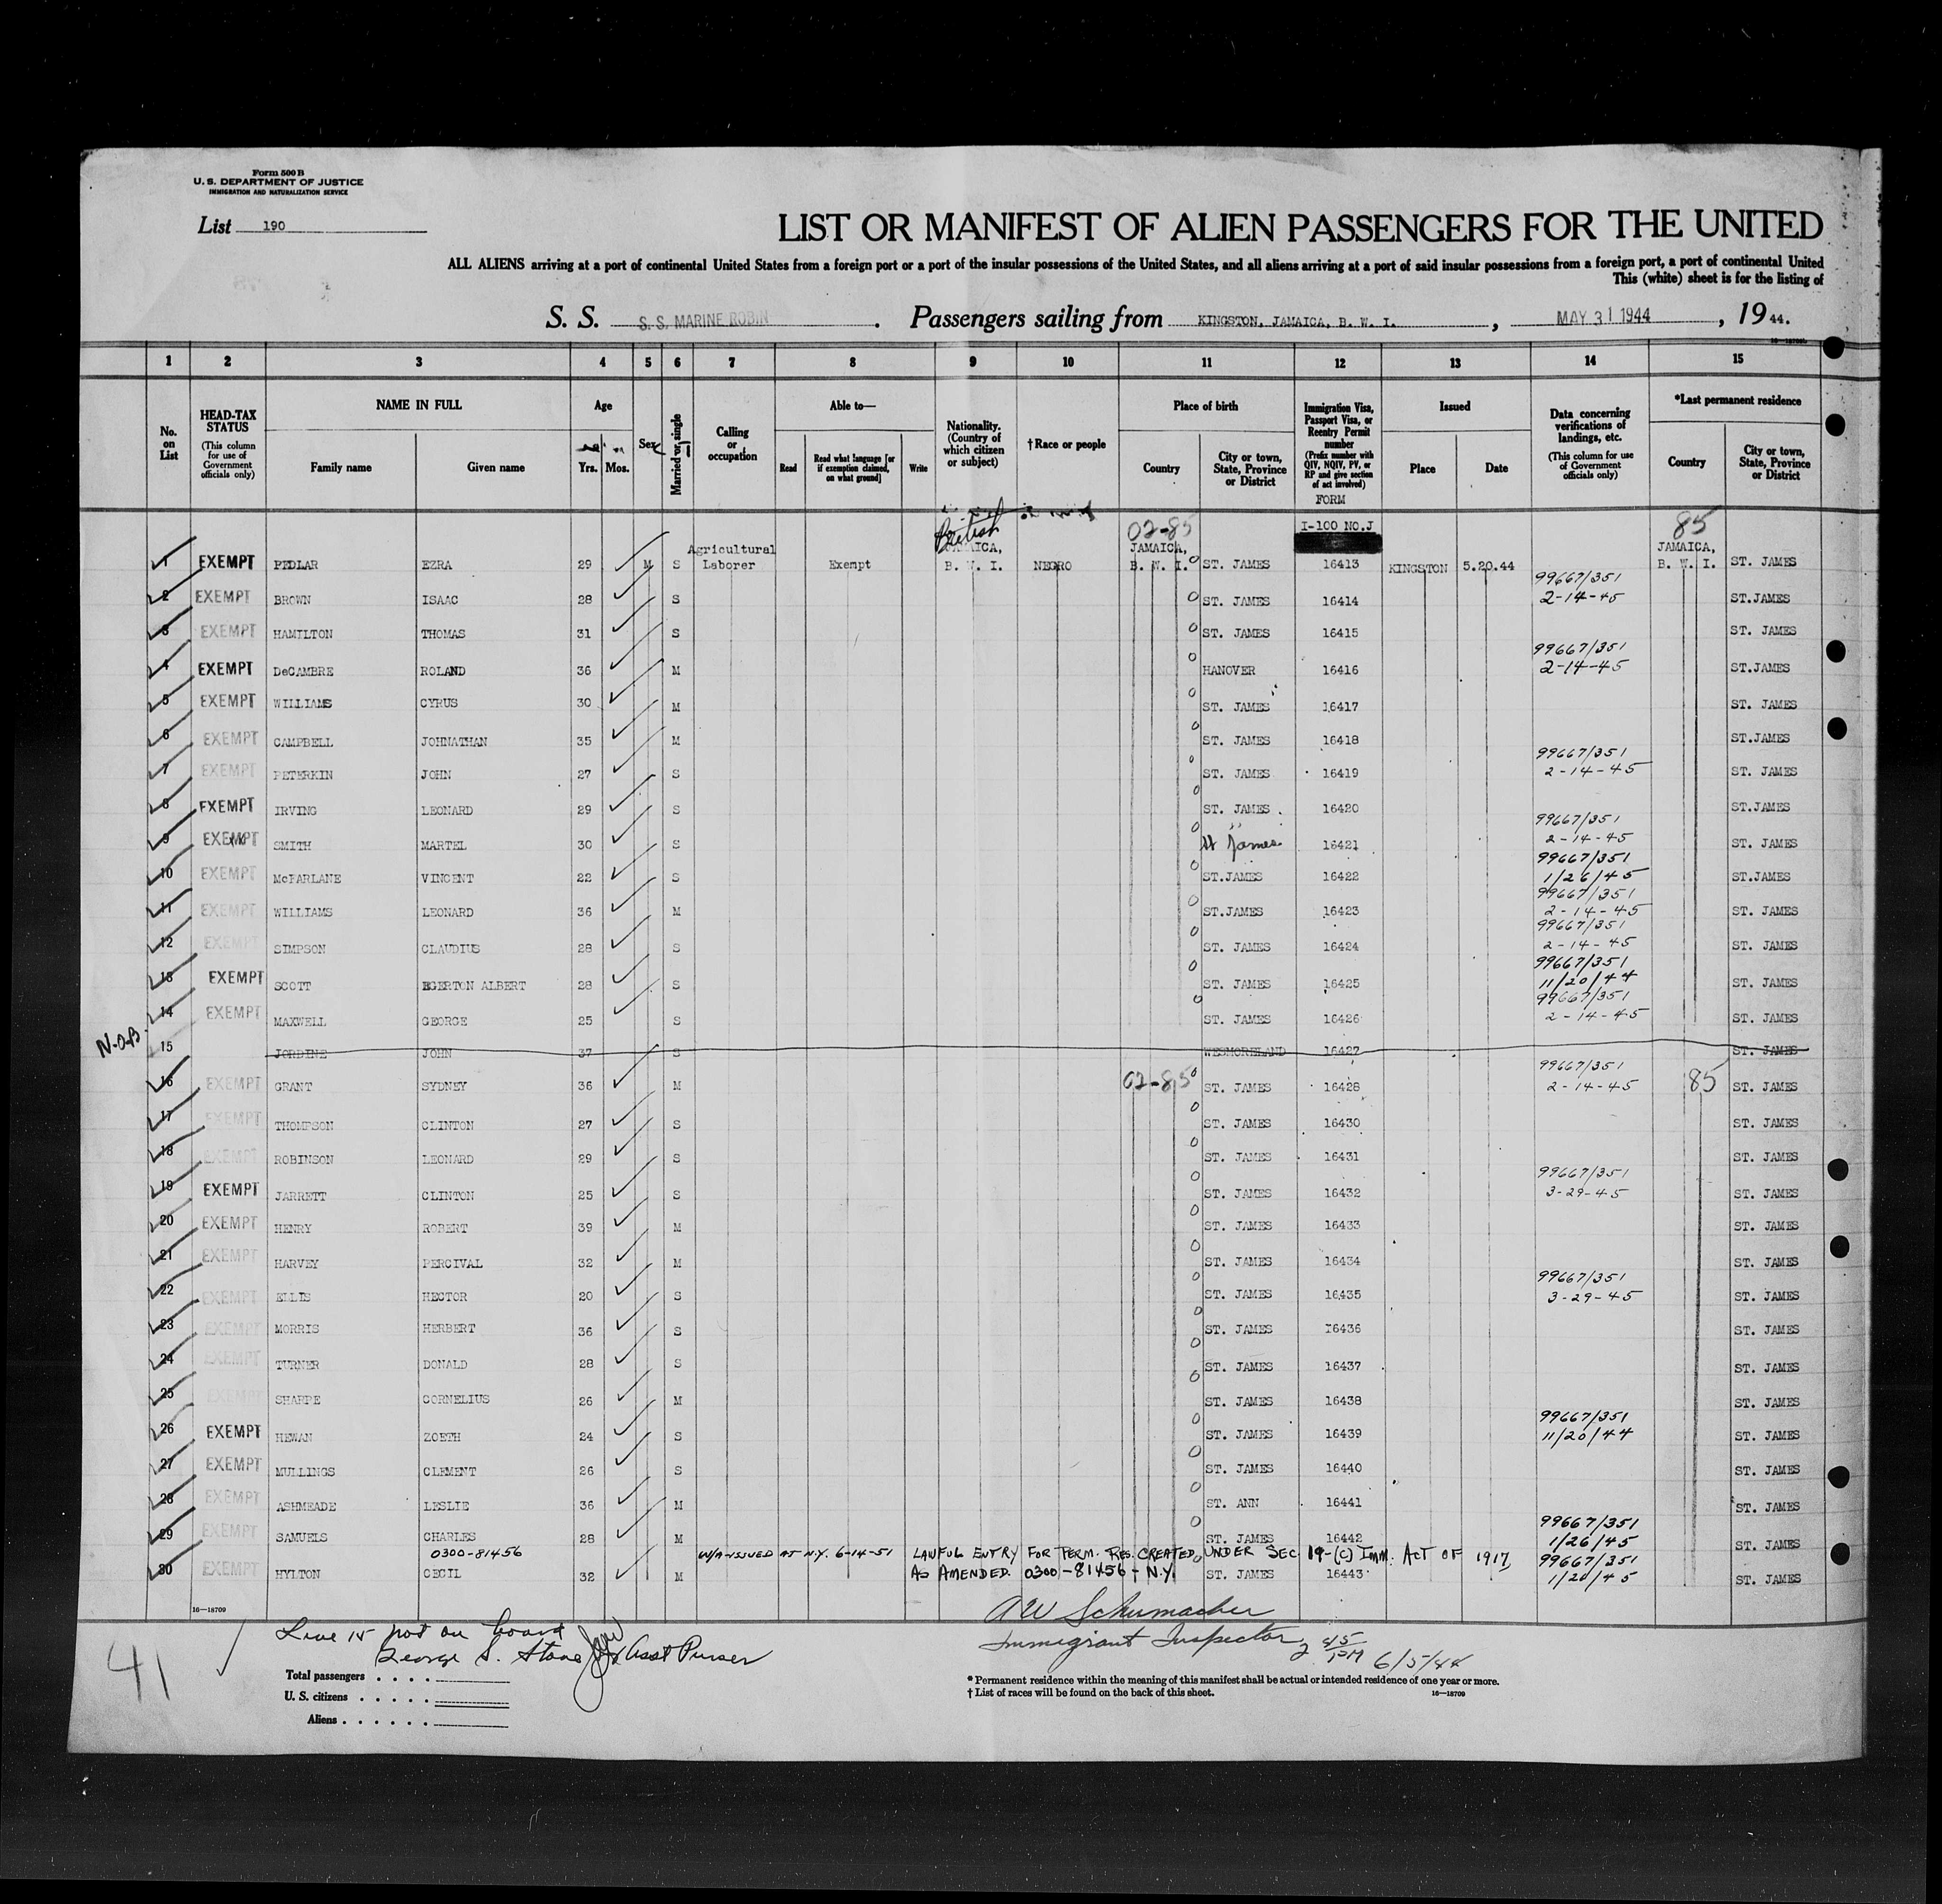 Form 500 B
U. S. DEPARTMENT OF JUSTICE
IMMIGRATION AND NATURALIZATION SERVICE
List 190
LIST OR MANIFEST OF ALIEN PASSENGERS FOR THE UNITED
ALL ALIENS arriving at a port of continental United States from a foreign port or a port of the insular possessions of the United States, and all aliens arriving at a port of said insular possessions from a foreign port, a port of continental United
This (white) sheet is for the listing of
S. S. S. S. MARINE ROBIN. Passengers sailing from KINGSTON, JAMAICA, B. W. I., MAY 31 1944, 19 44.
1 2 3 4 5 6 7 8 9 10 11 12 13 14 15
No. on List
HEAD-TAX STATUS (This column for use of Government officials only)
NAME IN FULL Family name Given name
Age Yrs. Mos.
Sex
Married or single
Calling or occupation
Able to— Read Read what language [or if exemption claimed, on what ground] Write
Nationality. (Country of which citizen or subject)
†Race or people
Place of birth Country City or town, State, Province or District
Immigration Visa, Passport Visa, or Reentry Permit number (Prefix number with QIV, NQIV, PV, or RP and give section of act involved)
FORM I-100 NO.J
Issued Place Date
Data concerning verifications of landings, etc. (This column for use of Government officials only)
*Last permanent residence Country City or town, State, Province or District
British 02-85 85
1 EXEMPT PEDLAR EZRA 29 M S Agricultural Laborer Exempt JAMAICA, B. W. I. NEGRO JAMAICA, B. W. I. ST. JAMES 16413 KINGSTON 5.20.44 JAMAICA, B. W. I. ST. JAMES
2 EXEMPT BROWN ISAAC 28 S ST. JAMES 16414 99667/351 2-14-45 ST.JAMES
3 EXEMPT HAMILTON THOMAS 31 S ST. JAMES 16415 ST. JAMES
4 EXEMPT DeCAMBRE ROLAND 36 M HANOVER 16416 99667/351 2-14-45 ST.JAMES
5 EXEMPT WILLIAMS CYRUS 30 M ST. JAMES 16417 ST. JAMES
6 EXEMPT CAMPBELL JOHNATHAN 35 M ST. JAMES 16418 ST.JAMES
7 EXEMPT PETERKIN JOHN 27 S ST. JAMES 16419 99667/351 2-14-45 ST. JAMES
8 EXEMPT IRVING LEONARD 29 S ST. JAMES 16420 ST.JAMES
9 EXEMPT SMITH MARTEL 30 S St James 16421 99667/351 2-14-45 ST. JAMES
10 EXEMPT McFARLANE VINCENT 22 S ST.JAMES 16422 99667/351 1/26/45 ST.JAMES
11 EXEMPT WILLIAMS LEONARD 36 M ST.JAMES 16423 99667/351 2-14-45 ST. JAMES
12 EXEMPT SIMPSON CLAUDIUS 28 S ST. JAMES 16424 99667/351 2-14-45 ST. JAMES
13 EXEMPT SCOTT EGERTON ALBERT 28 S ST. JAMES 16425 99667/351 11/20/44 ST. JAMES
14 EXEMPT MAXWELL GEORGE 25 S ST. JAMES 16426 99667/351 2-14-45 ST. JAMES
N.O.B. 15 JORDINE JOHN 37 S WESMORELAND 16427 ST. JAMES
16 EXEMPT GRANT SYDNEY 36 M 02-85 ST. JAMES 16428 99667/351 2-14-45 85 ST. JAMES
17 EXEMPT THOMPSON CLINTON 27 S ST. JAMES 16430 ST. JAMES
18 EXEMPT ROBINSON LEONARD 29 S ST. JAMES 16431 ST. JAMES
19 EXEMPT JARRETT CLINTON 25 S ST. JAMES 16432 99667/351 3-29-45 ST. JAMES
20 EXEMPT HENRY ROBERT 39 M ST. JAMES 16433 ST. JAMES
21 EXEMPT HARVEY PERCIVAL 32 M ST. JAMES 16434 ST. JAMES
22 EXEMPT ELLIS HECTOR 20 S ST. JAMES 16435 99667/351 3-29-45 ST. JAMES
23 EXEMPT MORRIS HERBERT 36 S ST. JAMES 16436 ST. JAMES
24 EXEMPT TURNER DONALD 28 S ST. JAMES 16437 ST. JAMES
25 EXEMPT SHARPE CORNELIUS 26 M ST. JAMES 16438 ST. JAMES
26 EXEMPT HEWAN ZOETH 24 S ST. JAMES 16439 99667/351 11/20/44 ST. JAMES
27 EXEMPT MULLINGS CLEMENT 26 S ST. JAMES 16440 ST. JAMES
28 EXEMPT ASHMEADE LESLIE 36 M ST. ANN 16441 ST. JAMES
29 EXEMPT SAMUELS CHARLES 28 M ST. JAMES 16442 99667/351 1/26/45 ST. JAMES
0300-81456 W/A ISSUED AT N.Y. 6-14-51 LAWFUL ENTRY FOR PERM. RES. CREATED UNDER SEC 19-(C) IMM. ACT OF 1917,
AS AMENDED. 0300-81456-N.Y.
30 EXEMPT HYLTON CECIL 32 M ST. JAMES 16443 99667/351 1/26/45 ST. JAMES
16—18709
AW Schumacher
Immigrant Inspector, 2 45 PM 6/5/44
41
Line 15 not on board
George S. Stone Asst Purser
Total passengers
U. S. citizens
Aliens
* Permanent residence within the meaning of this manifest shall be actual or intended residence of one year or more.
† List of races will be found on the back of this sheet.
16—18709